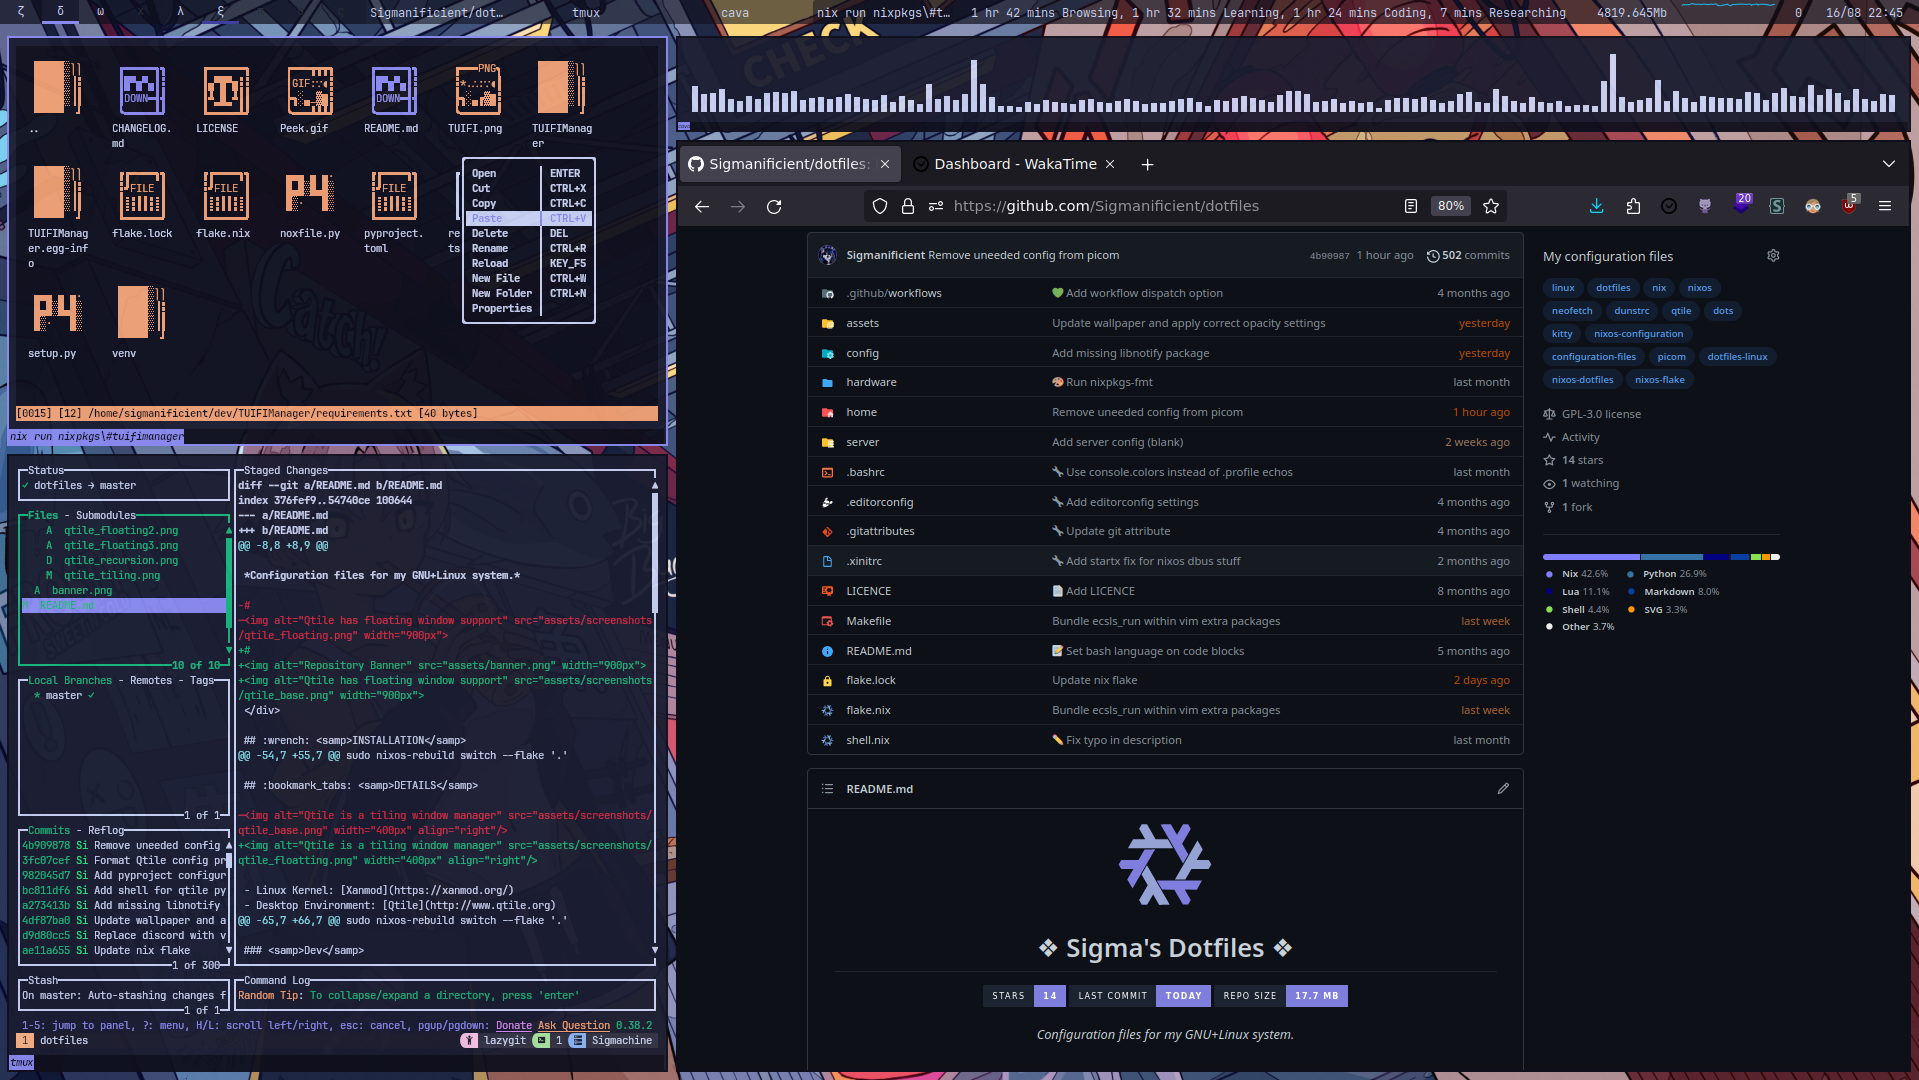 ζ δ ω λ ξ Sigmanificient/dot… tmux cava nix run nixpkgs\#t… 1 hr 42 mins Browsing, 1 hr 32 mins Learning, 1 hr 24 mins Coding, 7 mins Researching 4819.645Mb 0 16/08 22:45
DOWN GIF DOWN PNG
.. CHANGELOG.md LICENSE Peek.gif README.md TUIFI.png TUIFIManager
FILE FILE FILE
TUIFIManager.egg-info flake.lock flake.nix noxfile.py pyproject.toml re
ts
setup.py venv
Open ENTER
Cut CTRL+X
Copy CTRL+C
Paste CTRL+V
Delete DEL
Rename CTRL+R
Reload KEY_F5
New File CTRL+W
New Folder CTRL+N
Properties
[0015] [12] /home/sigmanificient/dev/TUIFIManager/requirements.txt [40 bytes]
nix run nixpkgs\#tuifimanager
Status
✓ dotfiles → master
Files - Submodules
A qtile_floating2.png
A qtile_floating3.png
D qtile_recursion.png
M qtile_tiling.png
A banner.png
README.md
10 of 10
Local Branches - Remotes - Tags
* master ✓
1 of 1
Commits - Reflog
4b909878 Si Remove uneeded config
3fc07cef Si Format Qtile config pr
982045d7 Si Add pyproject configur
bc811df6 Si Add shell for qtile py
a273413b Si Add missing libnotify
4df87ba0 Si Update wallpaper and a
d9d80cc5 Si Replace discord with v
ae11a655 Si Update nix flake
1 of 300
Stash
On master: Auto-stashing changes f
1 of 1
Staged Changes
diff --git a/README.md b/README.md
index 376fef9..54740ce 100644
--- a/README.md
+++ b/README.md
@@ -8,8 +8,9 @@
*Configuration files for my GNU+Linux system.*
-#
-<img alt="Qtile has floating window support" src="assets/screenshots
/qtile_floating.png" width="900px">
+#
+<img alt="Repository Banner" src="assets/banner.png" width="900px">
+<img alt="Qtile has floating window support" src="assets/screenshots
/qtile_base.png" width="900px">
</div>
## :wrench: <samp>INSTALLATION</samp>
@@ -54,7 +55,7 @@ sudo nixos-rebuild switch --flake '.'
## :bookmark_tabs: <samp>DETAILS</samp>
-<img alt="Qtile is a tiling window manager" src="assets/screenshots/
qtile_base.png" width="400px" align="right"/>
+<img alt="Qtile is a tiling window manager" src="assets/screenshots/
qtile_floatting.png" width="400px" align="right"/>
- Linux Kernel: [Xanmod](https://xanmod.org/)
- Desktop Environment: [Qtile](http://www.qtile.org)
@@ -65,7 +66,7 @@ sudo nixos-rebuild switch --flake '.'
### <samp>Dev</samp>
Command Log
Random Tip: To collapse/expand a directory, press 'enter'
1-5: jump to panel, ?: menu, H/L: scroll left/right, esc: cancel, pgup/pgdown: Donate Ask Question 0.38.2
1 dotfiles lazygit 1 Sigmachine
tmux
CHECK
Catch!
cava
Sigmanificient/dotfiles: Dashboard - WakaTime
https://github.com/Sigmanificient/dotfiles 80% 20 5
Sigmanificient Remove uneeded config from picom 4b90987 1 hour ago 502 commits
.github/workflows 💚 Add workflow dispatch option 4 months ago
assets Update wallpaper and apply correct opacity settings yesterday
config Add missing libnotify package yesterday
hardware 🎨 Run nixpkgs-fmt last month
home Remove uneeded config from picom 1 hour ago
server Add server config (blank) 2 weeks ago
.bashrc 🔧 Use console.colors instead of .profile echos last month
.editorconfig 🔧 Add editorconfig settings 4 months ago
.gitattributes 🔧 Update git attribute 4 months ago
.xinitrc 🔧 Add startx fix for nixos dbus stuff 2 months ago
LICENCE 📄 Add LICENCE 8 months ago
Makefile Bundle ecsls_run within vim extra packages last week
README.md 📝 Set bash language on code blocks 5 months ago
flake.lock Update nix flake 2 days ago
flake.nix Bundle ecsls_run within vim extra packages last week
shell.nix ✏️ Fix typo in description last month
README.md
❖ Sigma's Dotfiles ❖
STARS 14 LAST COMMIT TODAY REPO SIZE 17.7 MB
Configuration files for my GNU+Linux system.
My configuration files
linux dotfiles nix nixos
neofetch dunstrc qtile dots
kitty nixos-configuration
configuration-files picom dotfiles-linux
nixos-dotfiles nixos-flake
GPL-3.0 license
Activity
14 stars
1 watching
1 fork
Nix 42.6% Python 26.9%
Lua 11.1% Markdown 8.0%
Shell 4.4% SVG 3.3%
Other 3.7%